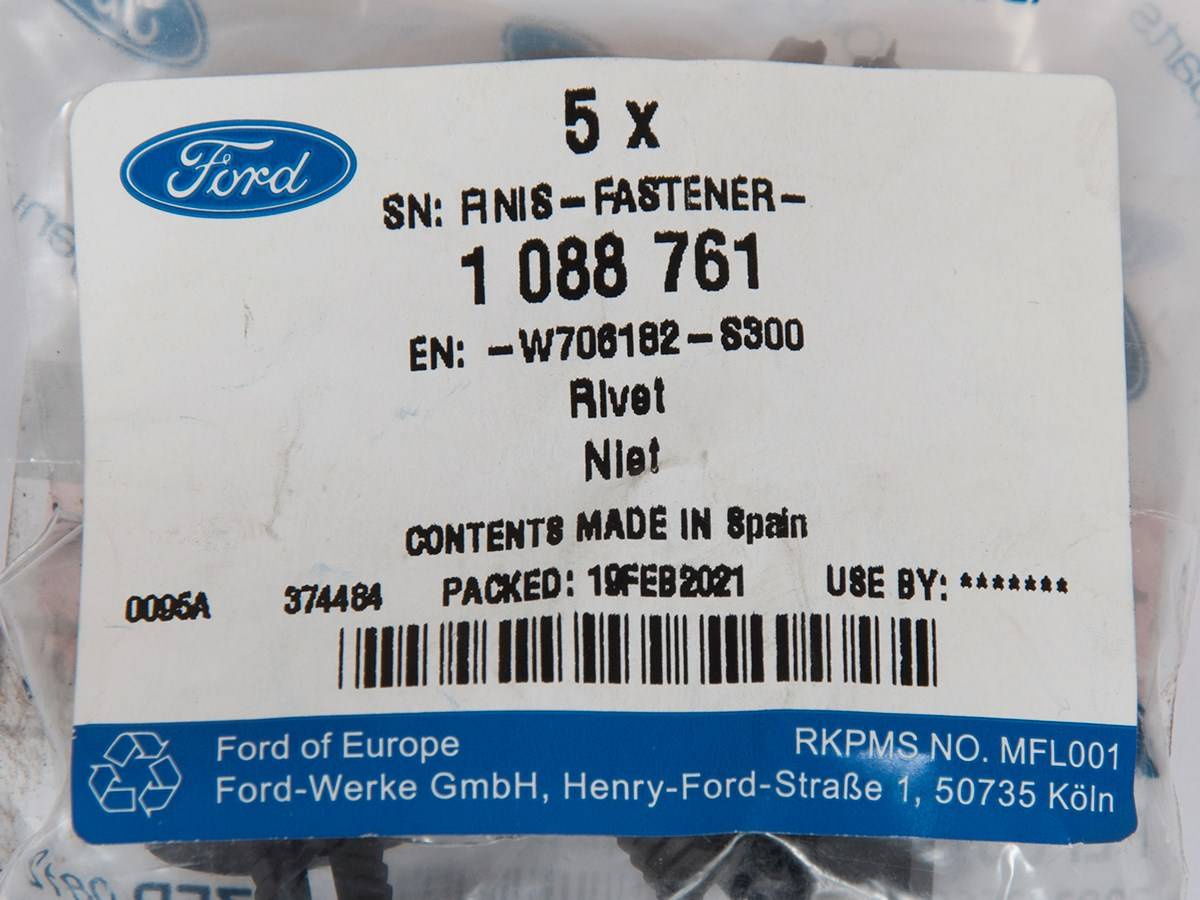 Ford
5 x
SN: FINIS-FASTENER-
1 088 761
EN: -W706182-S300
Rivet
Niet
CONTENTS MADE IN Spain
0095A 374484 PACKED: 19FEB2021 USE BY: *******
Ford of Europe RKPMS NO. MFL001
Ford-Werke GmbH, Henry-Ford-Straße 1, 50735 Köln